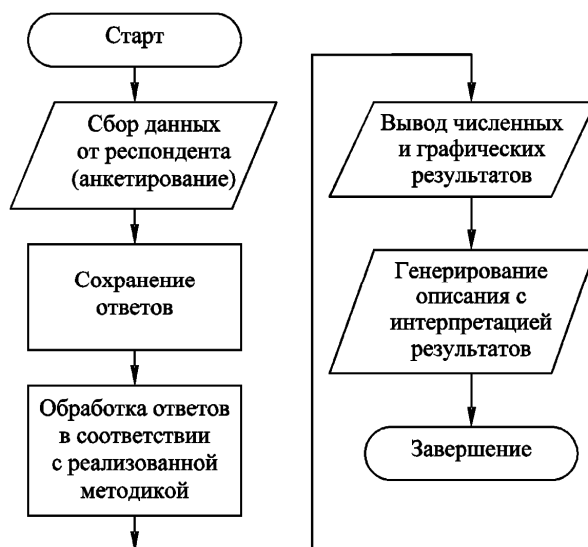 Старт
Сбор данных
от респондента
(анкетирование)
Сохранение
ответов
Обработка ответов
в соответствии
с реализованной
методикой
Вывод численных
и графических
результатов
Генерирование
описания с
интерпретацией
результатов
Завершение